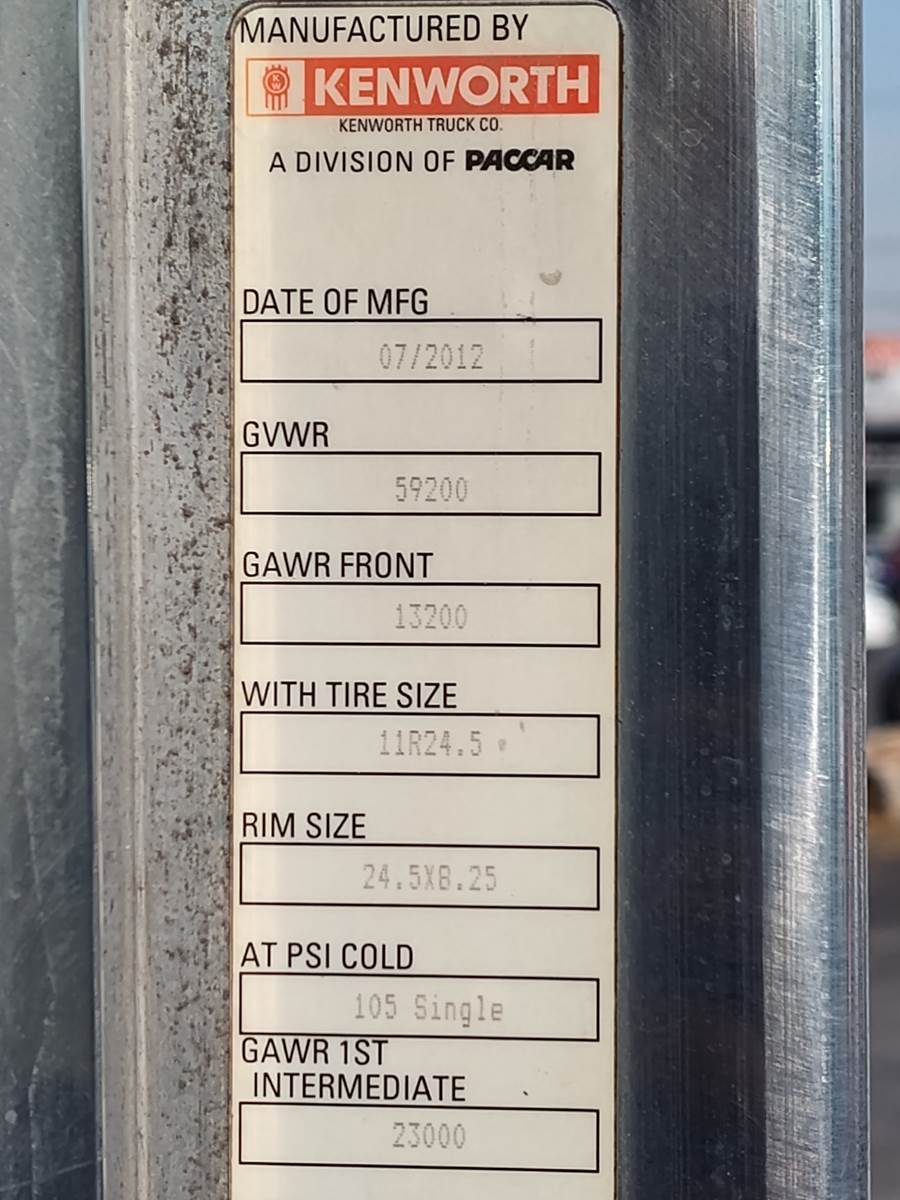 MANUFACTURED BY
KW KENWORTH
KENWORTH TRUCK CO.
A DIVISION OF PACCAR
DATE OF MFG
07/2012
GVWR
59200
GAWR FRONT
13200
WITH TIRE SIZE
11R24.5
RIM SIZE
24.5X8.25
AT PSI COLD
105 Single
GAWR 1ST
INTERMEDIATE
23000